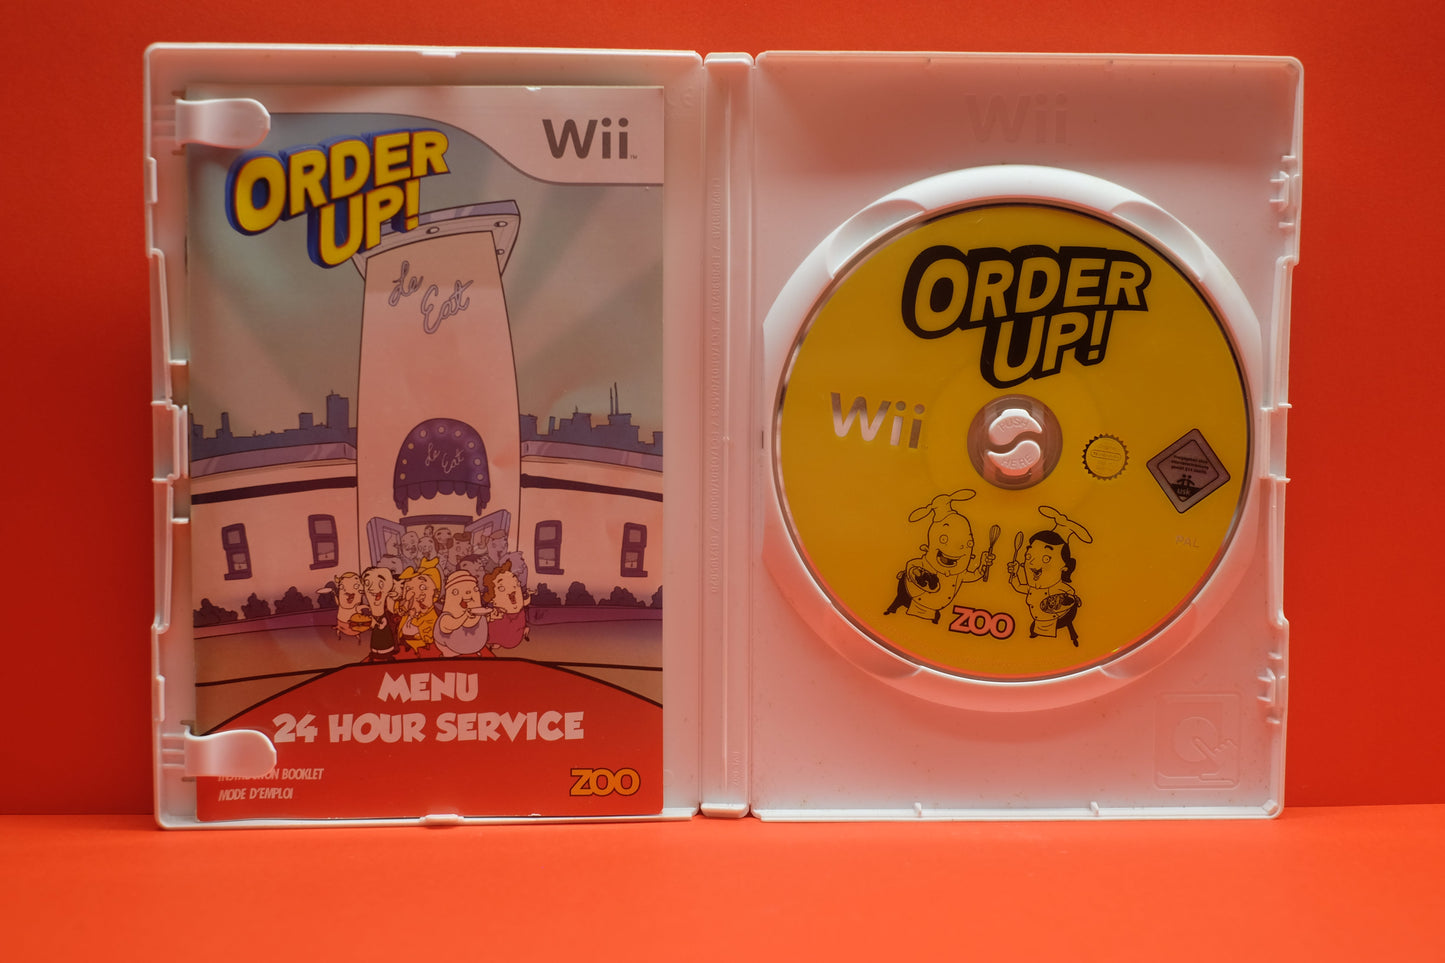 Wii
ORDER
UP!
Le
Eat
Le
Eat
MENU
24 HOUR SERVICE
INSTRUCTION BOOKLET
MODE D'EMPLOI
ZOO
Wii
ORDER
UP!
Wii
PUSH
HERE
USK
PAL
ZOO